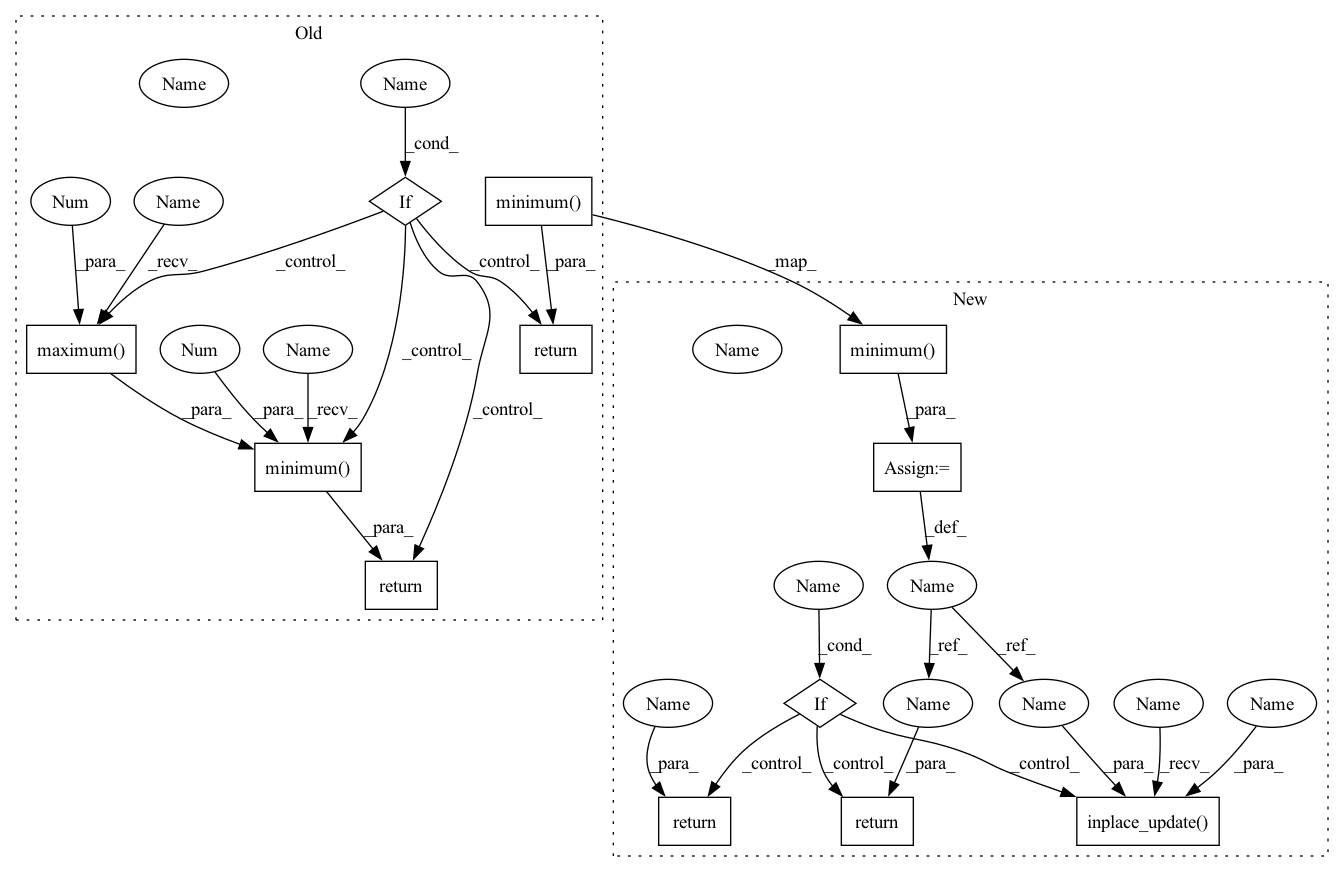 Old
Name Name
_cond_
Num Name If minimum()
_para_ _recv_ _control_ _control_ _para_ _map_
New
maximum() Num Name _control_ return Name minimum()
_para_ _para_ _recv_ _control_ _para_
minimum() Assign:=
_para_ _def_
return Name Name
_cond_ _ref_ _ref_
Name If Name Name Name Name
_para_ _control_ _control_ _para_ _control_ _para_ _recv_ _para_
return return inplace_update()